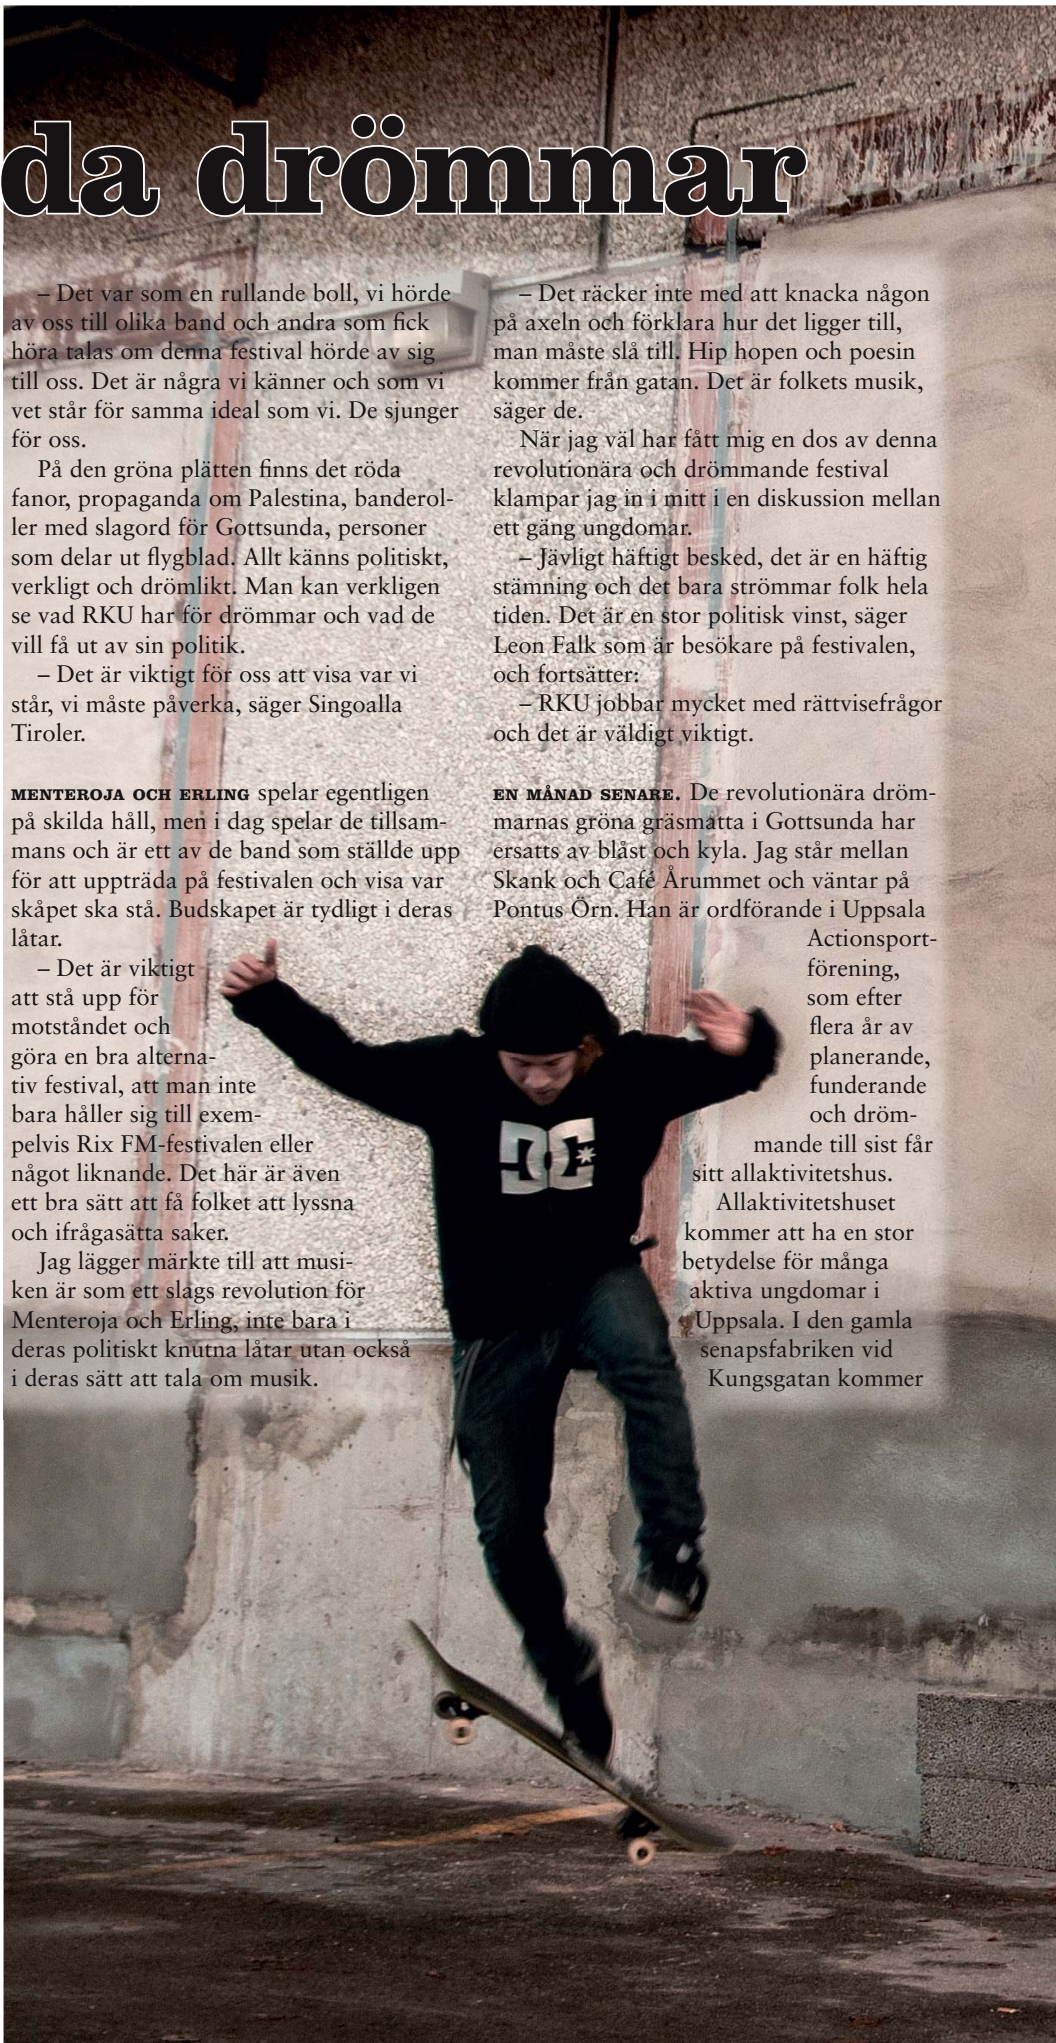 da drömmar
– Det var som en rullande boll, vi hörde
av oss till olika band och andra som fick
höra talas om denna festival hörde av sig
till oss. Det är några vi känner och som vi
vet står för samma ideal som vi. De sjunger
för oss.
På den gröna plätten finns det röda
fanor, propaganda om Palestina, banderol-
ler med slagord för Gottsunda, personer
som delar ut flygblad. Allt känns politiskt,
verkligt och drömlikt. Man kan verkligen
se vad RKU har för drömmar och vad de
vill få ut av sin politik.
– Det är viktigt för oss att visa var vi
står, vi måste påverka, säger Singoalla
Tiroler.
MENTEROJA OCH ERLING spelar egentligen
på skilda håll, men i dag spelar de tillsam-
mans och är ett av de band som ställde upp
för att uppträda på festivalen och visa var
skåpet ska stå. Budskapet är tydligt i deras
låtar.
– Det är viktigt
att stå upp för
motståndet och
göra en bra alterna-
tiv festival, att man inte
bara håller sig till exem-
pelvis Rix FM-festivalen eller
något liknande. Det här är även
ett bra sätt att få folket att lyssna
och ifrågasätta saker.
Jag lägger märkte till att musi-
ken är som ett slags revolution för
Menteroja och Erling, inte bara i
deras politiskt knutna låtar utan också
i deras sätt att tala om musik.
– Det räcker inte med att knacka någon
på axeln och förklara hur det ligger till,
man måste slå till. Hip hopen och poesin
kommer från gatan. Det är folkets musik,
säger de.
När jag väl har fått mig en dos av denna
revolutionära och drömmande festival
klampar jag in i mitt i en diskussion mellan
ett gäng ungdomar.
– Jävligt häftigt besked, det är en häftig
stämning och det bara strömmar folk hela
tiden. Det är en stor politisk vinst, säger
Leon Falk som är besökare på festivalen,
och fortsätter:
– RKU jobbar mycket med rättvisefrågor
och det är väldigt viktigt.
EN MÅNAD SENARE. De revolutionära dröm-
marnas gröna gräsmatta i Gottsunda har
ersatts av blåst och kyla. Jag står mellan
Skank och Café Årummet och väntar på
Pontus Örn. Han är ordförande i Uppsala
Actionsport-
förening,
som efter
flera år av
planerande,
funderande
och dröm-
mande till sist får
sitt allaktivitetshus.
Allaktivitetshuset
kommer att ha en stor
betydelse för många
aktiva ungdomar i
Uppsala. I den gamla
senapsfabriken vid
Kungsgatan kommer
DC